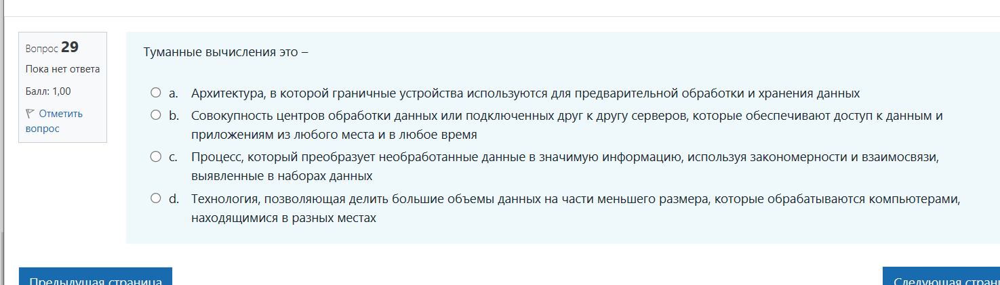 Вопрос 29
Пока нет ответа
Балл: 1,00
Отметить
вопрос
Туманные вычисления это –
a. Архитектура, в которой граничные устройства используются для предварительной обработки и хранения данных
b. Совокупность центров обработки данных или подключенных друг к другу серверов, которые обеспечивают доступ к данным и
приложениям из любого места и в любое время
c. Процесс, который преобразует необработанные данные в значимую информацию, используя закономерности и взаимосвязи,
выявленные в наборах данных
d. Технология, позволяющая делить большие объемы данных на части меньшего размера, которые обрабатываются компьютерами,
находящимися в разных местах
Предыдущая страница
Следующая